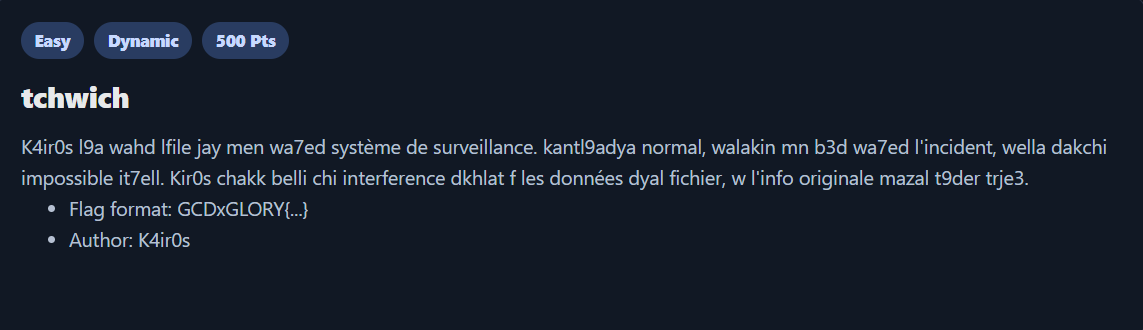 Easy Dynamic 500 Pts
tchwich
K4ir0s l9a wahd lfile jay men wa7ed système de surveillance. kantl9adya normal, walakin mn b3d wa7ed l'incident, wella dakchi
impossible it7ell. Kir0s chakk belli chi interference dkhlat f les données dyal fichier, w l'info originale mazal t9der trje3.
• Flag format: GCDxGLORY{...}
• Author: K4ir0s